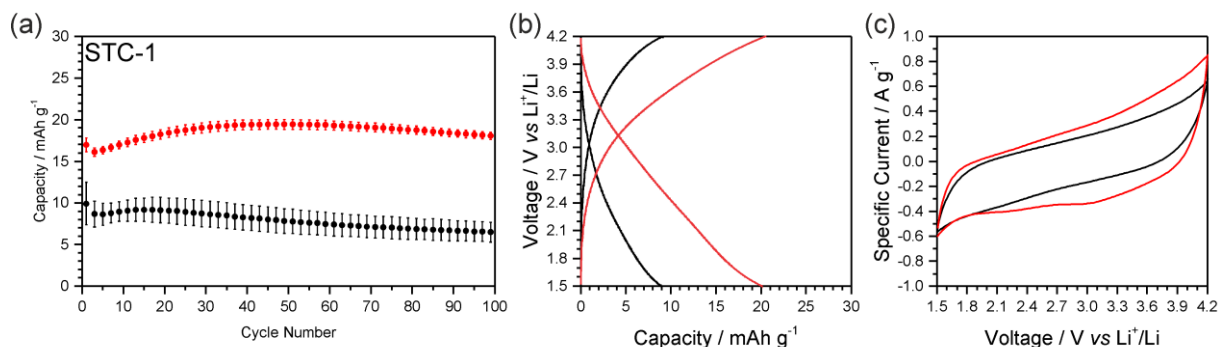 (a)
STC-1
Capacity / mAh g⁻¹
30
25
20
15
10
5
0
0 10 20 30 40 50 60 70 80 90 100
Cycle Number
(b)
Voltage / V vs Li⁺/Li
4.2
3.9
3.6
3.3
3.0
2.7
2.4
2.1
1.8
1.5
0 5 10 15 20 25 30
Capacity / mAh g⁻¹
(c)
Specific Current / A g⁻¹
1.0
0.8
0.6
0.4
0.2
0.0
-0.2
-0.4
-0.6
-0.8
-1.0
1.5 1.8 2.1 2.4 2.7 3.0 3.3 3.6 3.9 4.2
Voltage / V vs Li⁺/Li